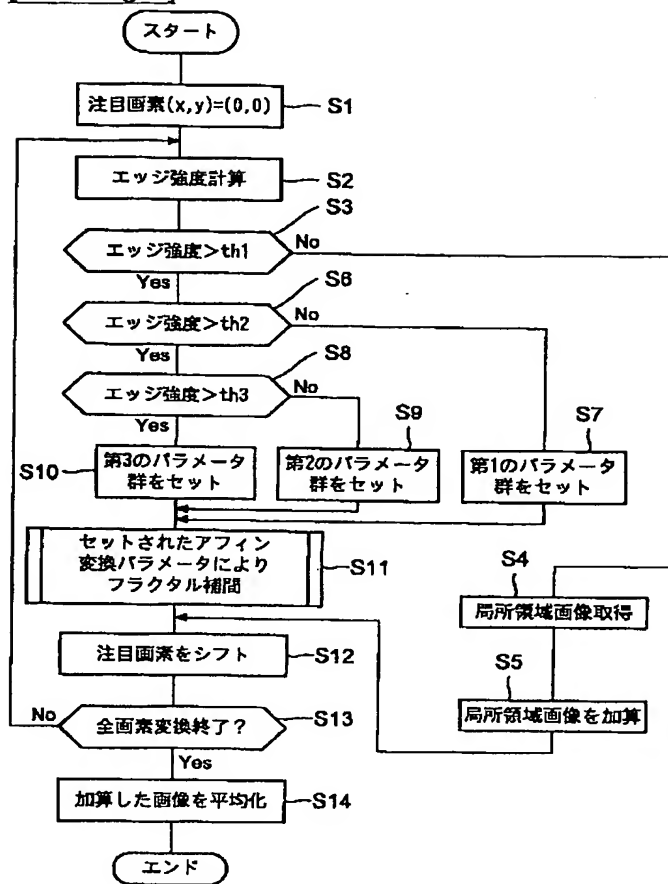 スタート
注目画素(x,y)=(0,0)
S1
エッジ強度計算
S2
S3
エッジ強度>th1
No
Yes
S6
エッジ強度>th2
No
Yes
S8
エッジ強度>th3
No
Yes
S9
S7
S10
第3のパラメータ
群をセット
第2のパラメータ
群をセット
第1のパラメータ
群をセット
セットされたアフィン
変換パラメータにより
フラクタル補間
S11
S4
局所領域画像取得
注目画素をシフト
S12
S5
局所領域画像を加算
No
全画素変換終了?
S13
Yes
加算した画像を平均化
S14
エンド